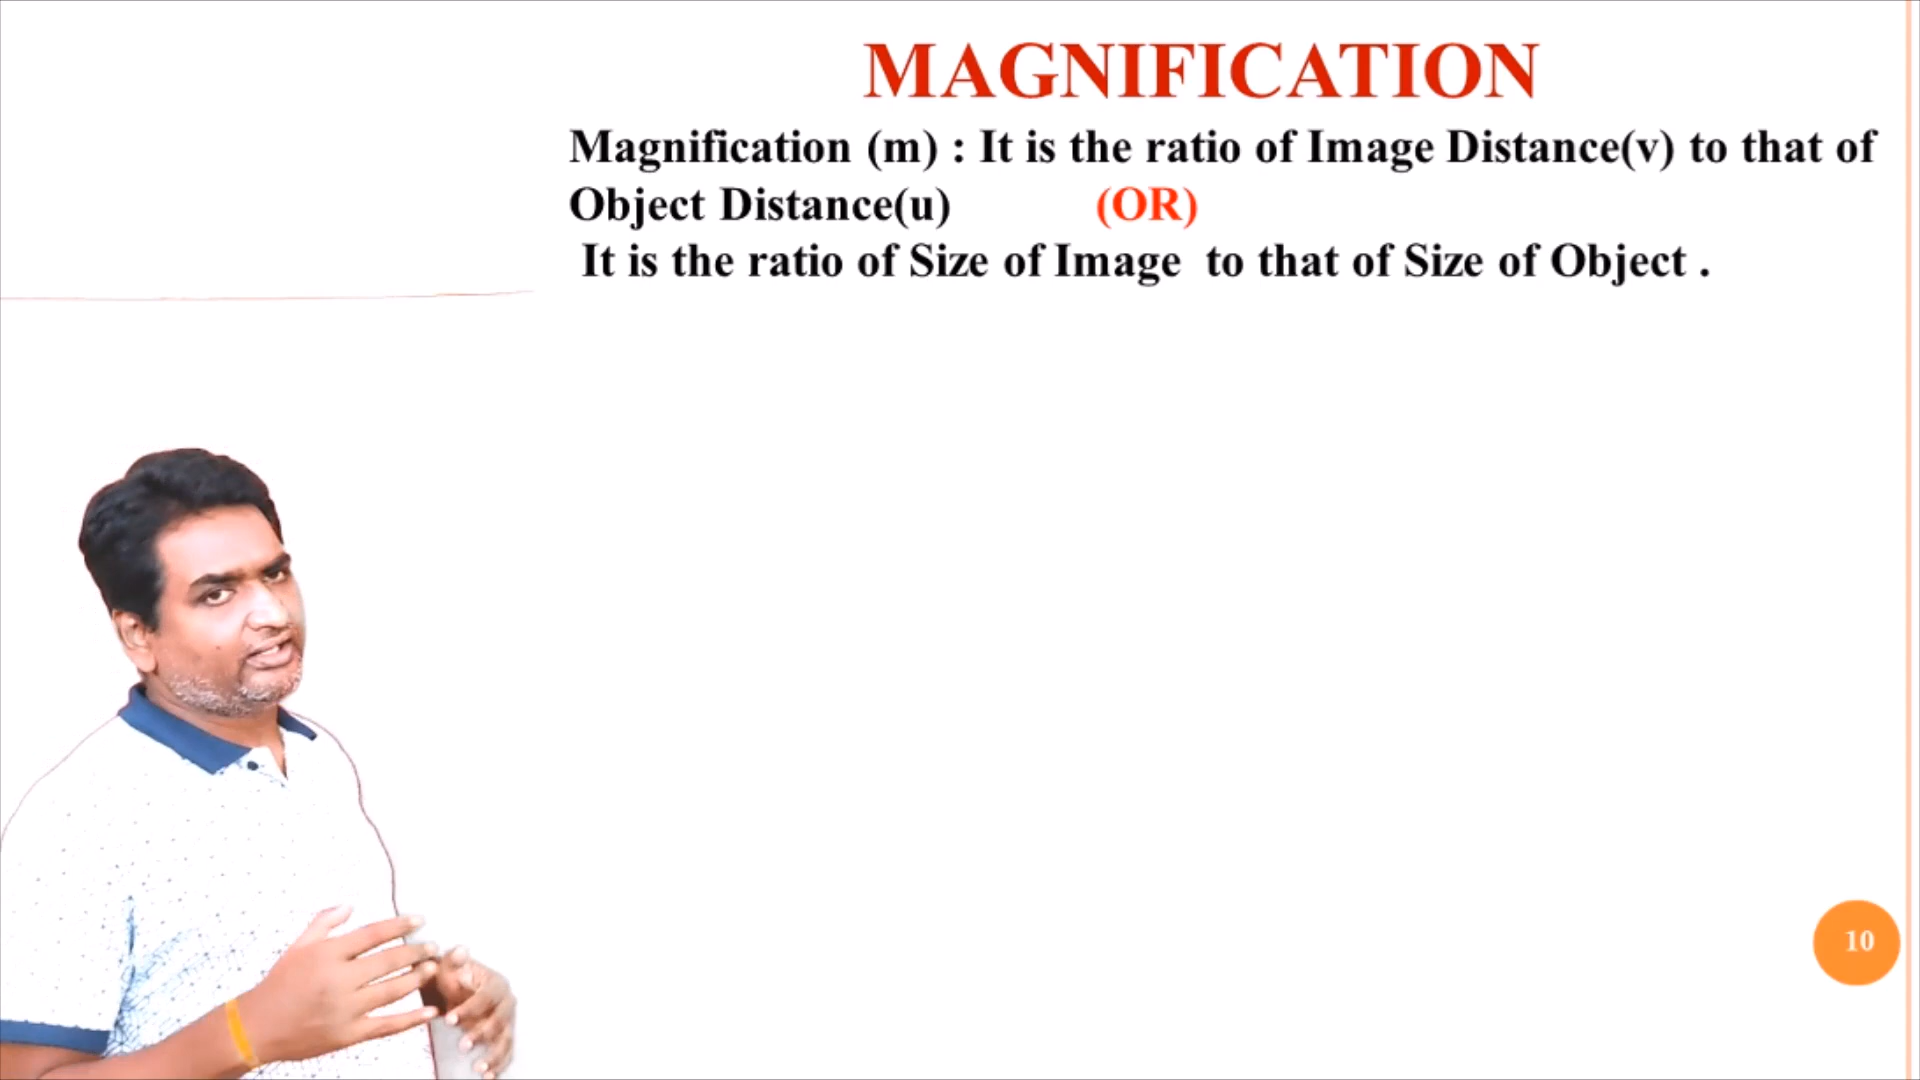 MAGNIFICATION
Magnification (m) : It is the ratio of Image Distance(v) to that of
Object Distance(u) (OR)
It is the ratio of Size of Image to that of Size of Object .
10